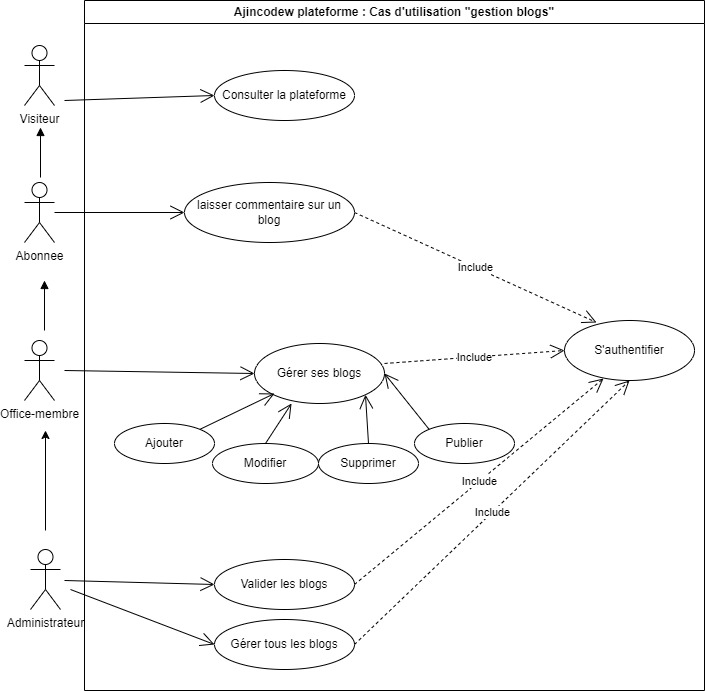 Ajincodew plateforme : Cas d'utilisation "gestion blogs"
Consulter la plateforme
Visiteur
laisser commentaire sur un
blog
Abonnee
Include
S'authentifier
Gérer ses blogs
Include
Office-membre
Ajouter
Modifier
Supprimer
Publier
Include
Include
Valider les blogs
Administrateur
Gérer tous les blogs